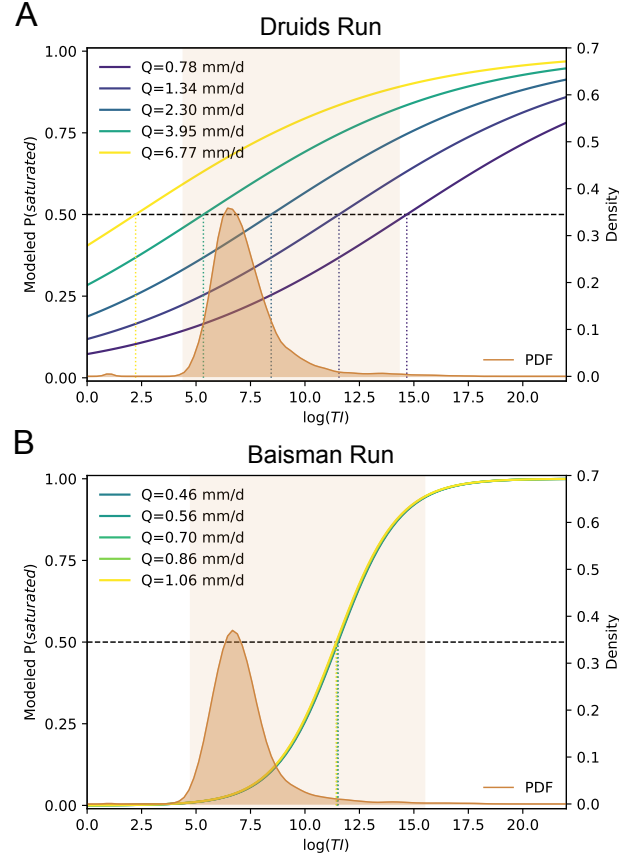 A
Druids Run
1.00
0.75
0.50
0.25
0.00
Modeled P(saturated)
Q=0.78 mm/d
Q=1.34 mm/d
Q=2.30 mm/d
Q=3.95 mm/d
Q=6.77 mm/d
PDF
0.7
0.6
0.5
0.4
0.3
0.2
0.1
0.0
Density
0.0 2.5 5.0 7.5 10.0 12.5 15.0 17.5 20.0
log(TI)
B
Baisman Run
1.00
0.75
0.50
0.25
0.00
Modeled P(saturated)
Q=0.46 mm/d
Q=0.56 mm/d
Q=0.70 mm/d
Q=0.86 mm/d
Q=1.06 mm/d
PDF
0.7
0.6
0.5
0.4
0.3
0.2
0.1
0.0
Density
0.0 2.5 5.0 7.5 10.0 12.5 15.0 17.5 20.0
log(TI)